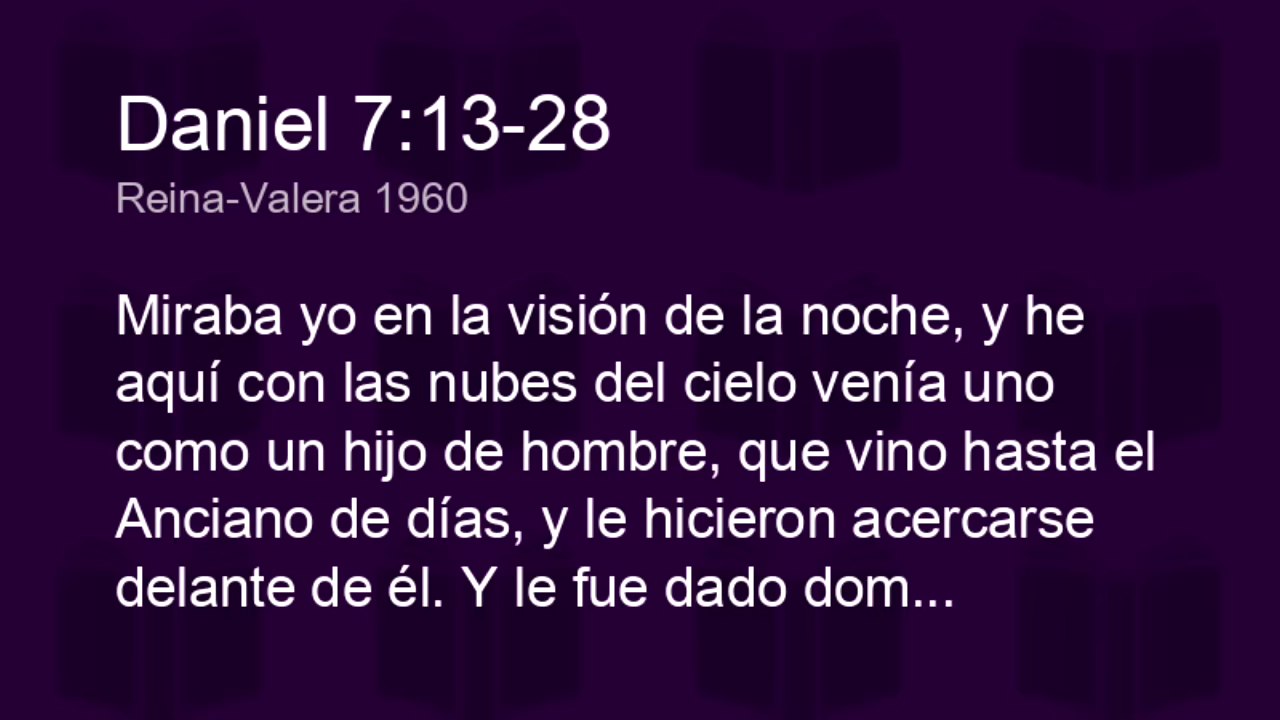 Daniel 7:13-28
Reina-Valera 1960
Miraba yo en la visión de la noche, y he
aquí con las nubes del cielo venía uno
como un hijo de hombre, que vino hasta el
Anciano de días, y le hicieron acercarse
delante de él. Y le fue dado dom...